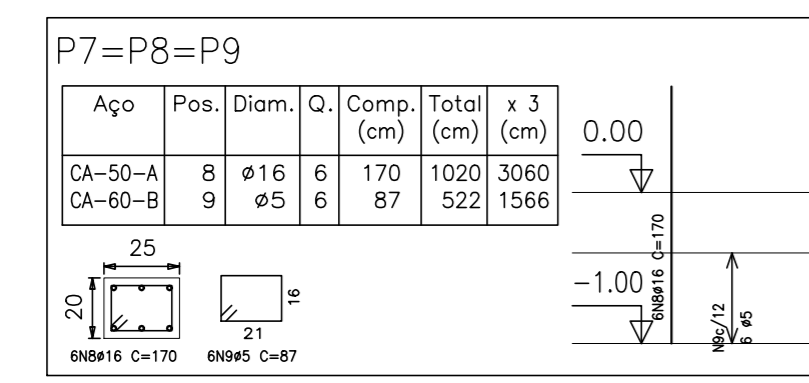 P7=P8=P9
Aço Pos. Diam. Q. Comp. (cm) Total (cm) x 3 (cm)
CA-50-A 8 ø16 6 170 1020 3060
CA-60-B 9 ø5 6 87 522 1566
25
20
6N8ø16 C=170
16
21
6N9ø5 C=87
0.00
-1.00
6N8ø16 C=170
N9c/12
6 ø5